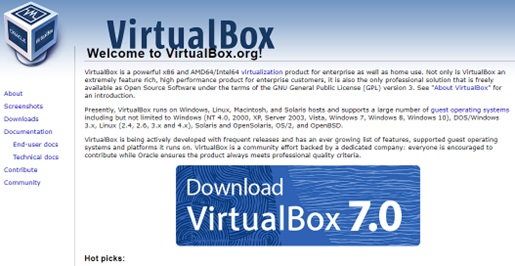 VirtualBox
Welcome to VirtualBox.org!
VirtualBox is a powerful x86 and AMD64/Intel64 virtualization product for enterprise as well as home use. Not only is VirtualBox an
extremely feature rich, high performance product for enterprise customers, it is also the only professional solution that is freely
available as Open Source Software under the terms of the GNU General Public License (GPL) version 3. See "About VirtualBox" for
an introduction.
Presently, VirtualBox runs on Windows, Linux, Macintosh, and Solaris hosts and supports a large number of guest operating systems
including but not limited to Windows (NT 4.0, 2000, XP, Server 2003, Vista, Windows 7, Windows 8, Windows 10), DOS/Windows
3.x, Linux (2.4, 2.6, 3.x and 4.x), Solaris and OpenSolaris, OS/2, and OpenBSD.
VirtualBox is being actively developed with frequent releases and has an ever growing list of features, supported guest operating
systems and platforms it runs on. VirtualBox is a community effort backed by a dedicated company: everyone is encouraged to
contribute while Oracle ensures the product always meets professional quality criteria.
Download
VirtualBox 7.0
Hot picks:
About
Screenshots
Downloads
Documentation
End-user docs
Technical docs
Contribute
Community
ORACLE